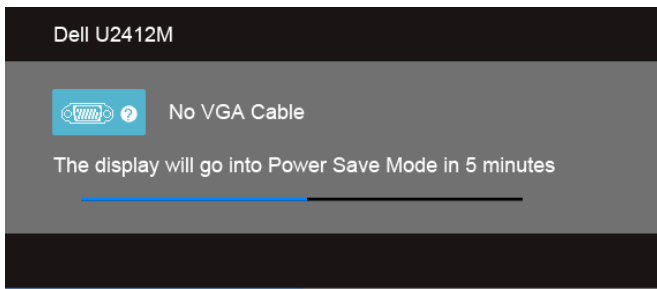 Dell U2412M
No VGA Cable
The display will go into Power Save Mode in 5 minutes